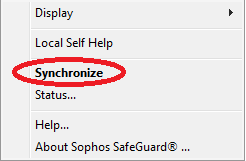 Display
Local Self Help
Synchronize
Status...
Help...
About Sophos SafeGuard® ...